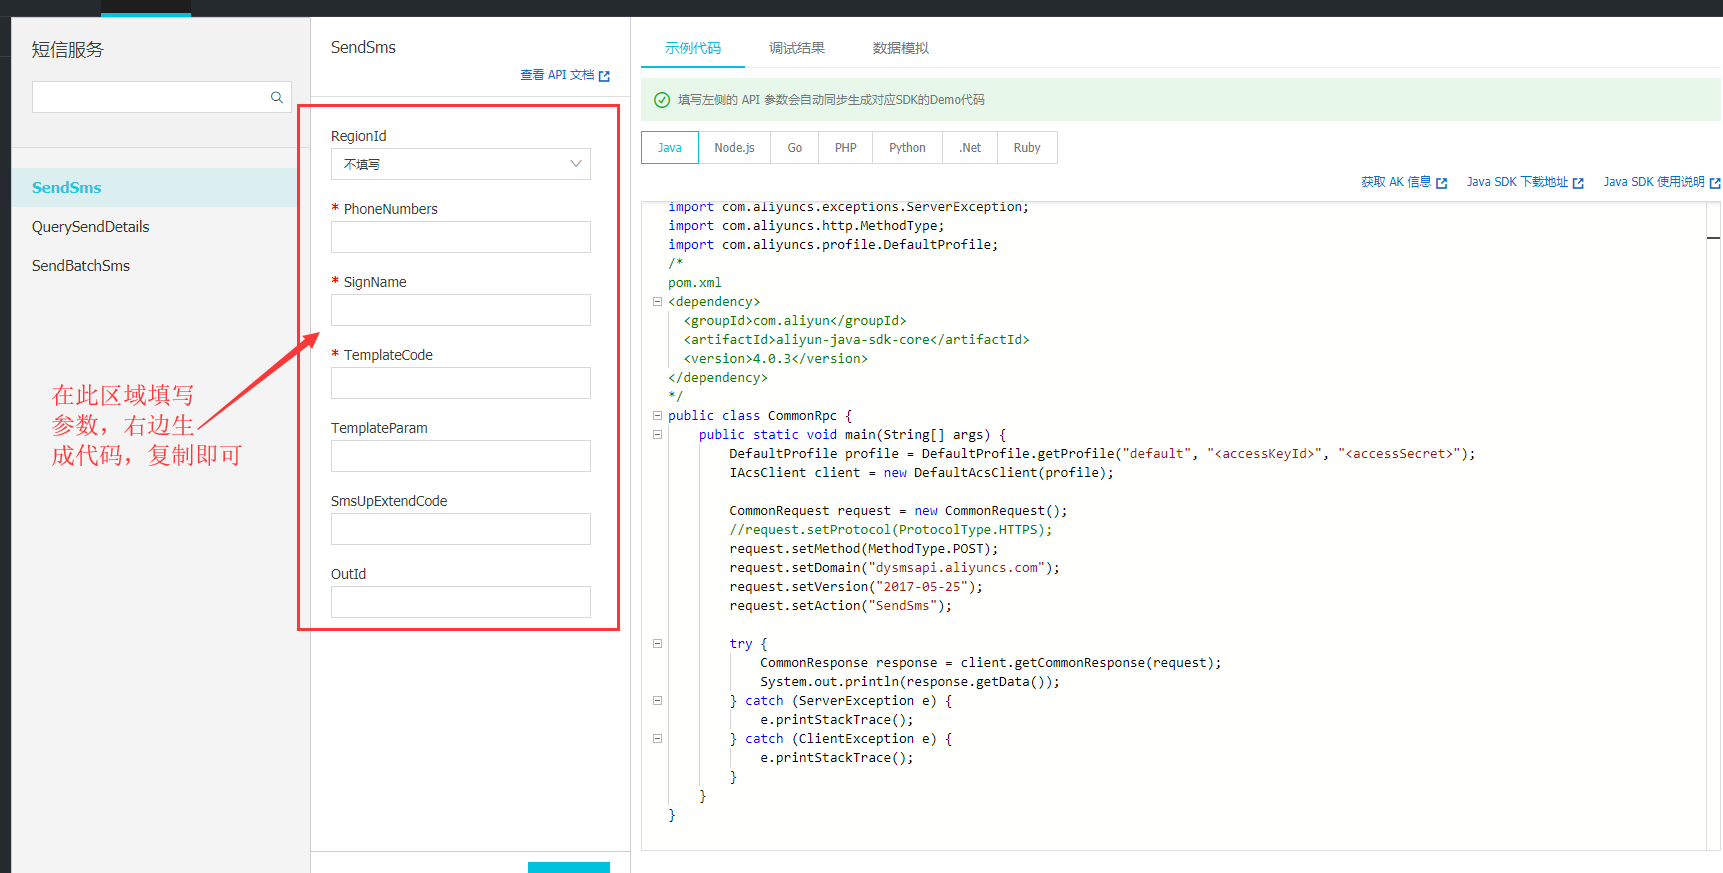 短信服务
SendSms
QuerySendDetails
SendBatchSms
在此区域填写
参数，右边生
成代码，复制即可
SendSms
查看 API 文档
RegionId
不填写
* PhoneNumbers
* SignName
* TemplateCode
TemplateParam
SmsUpExtendCode
OutId
示例代码 调试结果 数据模拟
填写左侧的 API 参数会自动同步生成对应SDK的Demo代码
Java Node.js Go PHP Python .Net Ruby
获取 AK 信息 Java SDK 下载地址 Java SDK 使用说明
import com.aliyuncs.exceptions.ServerException;
import com.aliyuncs.http.MethodType;
import com.aliyuncs.profile.DefaultProfile;
/*
pom.xml
<dependency>
  <groupId>com.aliyun</groupId>
  <artifactId>aliyun-java-sdk-core</artifactId>
  <version>4.0.3</version>
</dependency>
*/
public class CommonRpc {
    public static void main(String[] args) {
        DefaultProfile profile = DefaultProfile.getProfile("default", "<accessKeyId>", "<accessSecret>");
        IAcsClient client = new DefaultAcsClient(profile);
        CommonRequest request = new CommonRequest();
        //request.setProtocol(ProtocolType.HTTPS);
        request.setMethod(MethodType.POST);
        request.setDomain("dysmsapi.aliyuncs.com");
        request.setVersion("2017-05-25");
        request.setAction("SendSms");
        try {
            CommonResponse response = client.getCommonResponse(request);
            System.out.println(response.getData());
        } catch (ServerException e) {
            e.printStackTrace();
        } catch (ClientException e) {
            e.printStackTrace();
        }
    }
}